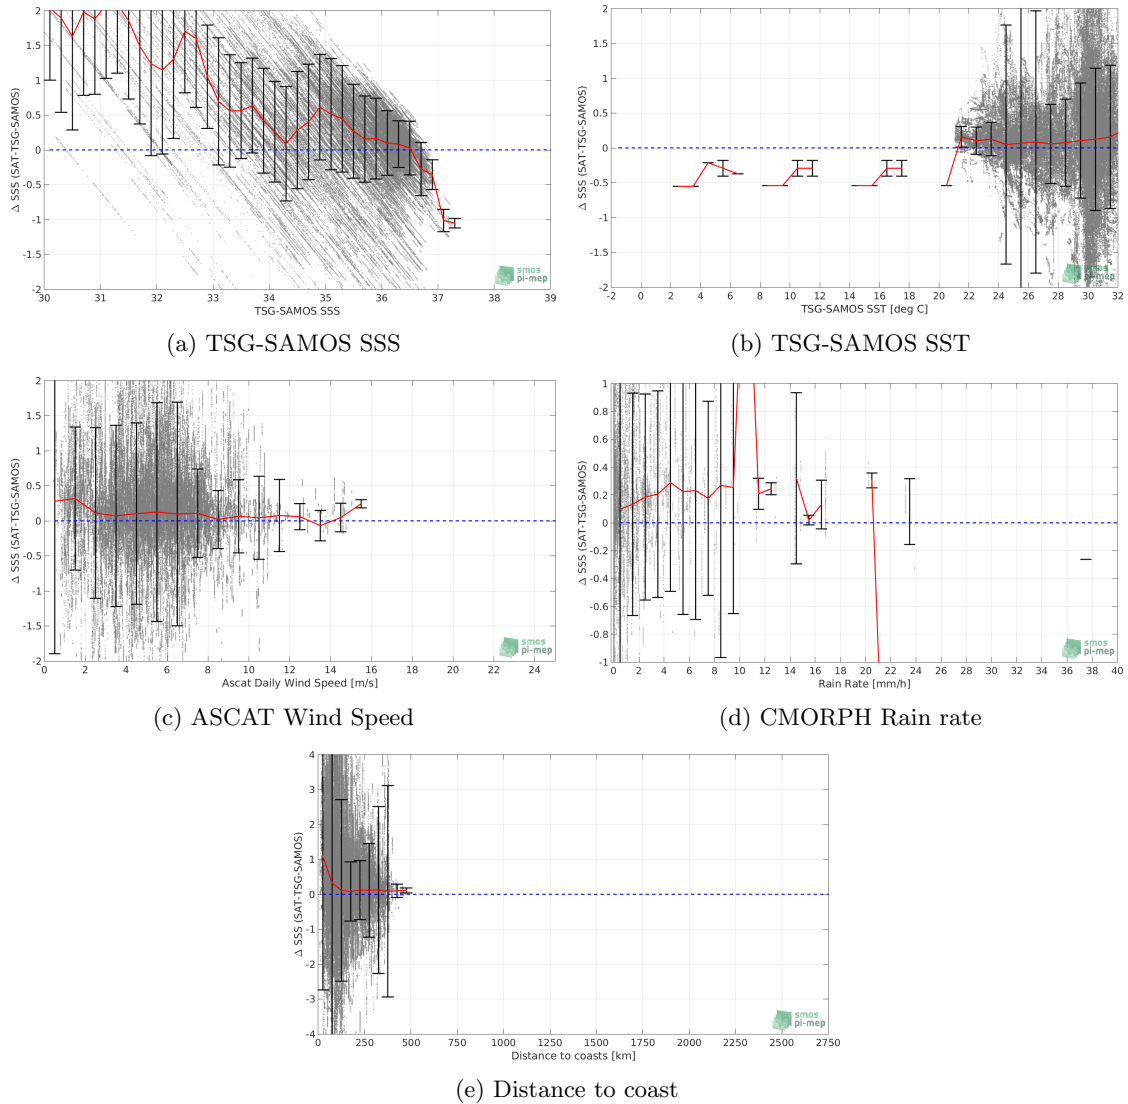 2
1.5
1
0.5
0
-0.5
-1
-1.5
-2
Δ SSS (SAT-TSG-SAMOS)
30 31 32 33 34 35 36 37 38 39
TSG-SAMOS SSS
smos
pi-mep
(a) TSG-SAMOS SSS
2
1.5
1
0.5
0
-0.5
-1
-1.5
-2
Δ SSS (SAT-TSG-SAMOS)
-2 0 2 4 6 8 10 12 14 16 18 20 22 24 26 28 30 32
TSG-SAMOS SST [deg C]
smos
pi-mep
(b) TSG-SAMOS SST
2
1.5
1
0.5
0
-0.5
-1
-1.5
-2
Δ SSS (SAT-TSG-SAMOS)
0 2 4 6 8 10 12 14 16 18 20 22 24
Ascat Daily Wind Speed [m/s]
smos
pi-mep
(c) ASCAT Wind Speed
1
0.8
0.6
0.4
0.2
0
-0.2
-0.4
-0.6
-0.8
-1
Δ SSS (SAT-TSG-SAMOS)
0 2 4 6 8 10 12 14 16 18 20 22 24 26 28 30 32 34 36 38 40
Rain Rate [mm/h]
smos
pi-mep
(d) CMORPH Rain rate
4
3
2
1
0
-1
-2
-3
-4
Δ SSS (SAT-TSG-SAMOS)
0 250 500 750 1000 1250 1500 1750 2000 2250 2500 2750
Distance to coasts [km]
smos
pi-mep
(e) Distance to coast